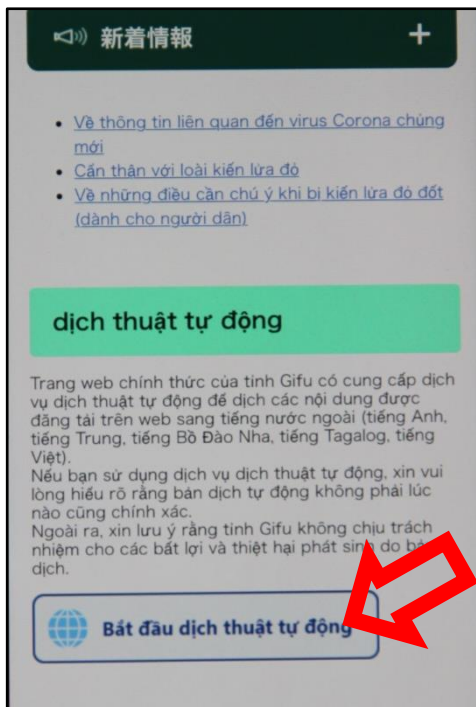 新着情報 +
• Về thông tin liên quan đến virus Corona chủng
mới
• Cẩn thận với loài kiến lửa đỏ
• Về những điều cần chú ý khi bị kiến lửa đỏ đốt
(dành cho người dân)
dịch thuật tự động
Trang web chính thức của tỉnh Gifu có cung cấp dịch
vụ dịch thuật tự động để dịch các nội dung được
đăng tải trên web sang tiếng nước ngoài (tiếng Anh,
tiếng Trung, tiếng Bồ Đào Nha, tiếng Tagalog, tiếng
Việt).
Nếu bạn sử dụng dịch vụ dịch thuật tự động, xin vui
lòng hiểu rõ rằng bản dịch tự động không phải lúc
nào cũng chính xác.
Ngoài ra, xin lưu ý rằng tỉnh Gifu không chịu trách
nhiệm cho các bất lợi và thiệt hại phát sinh do
dịch.
Bắt đầu dịch thuật tự động